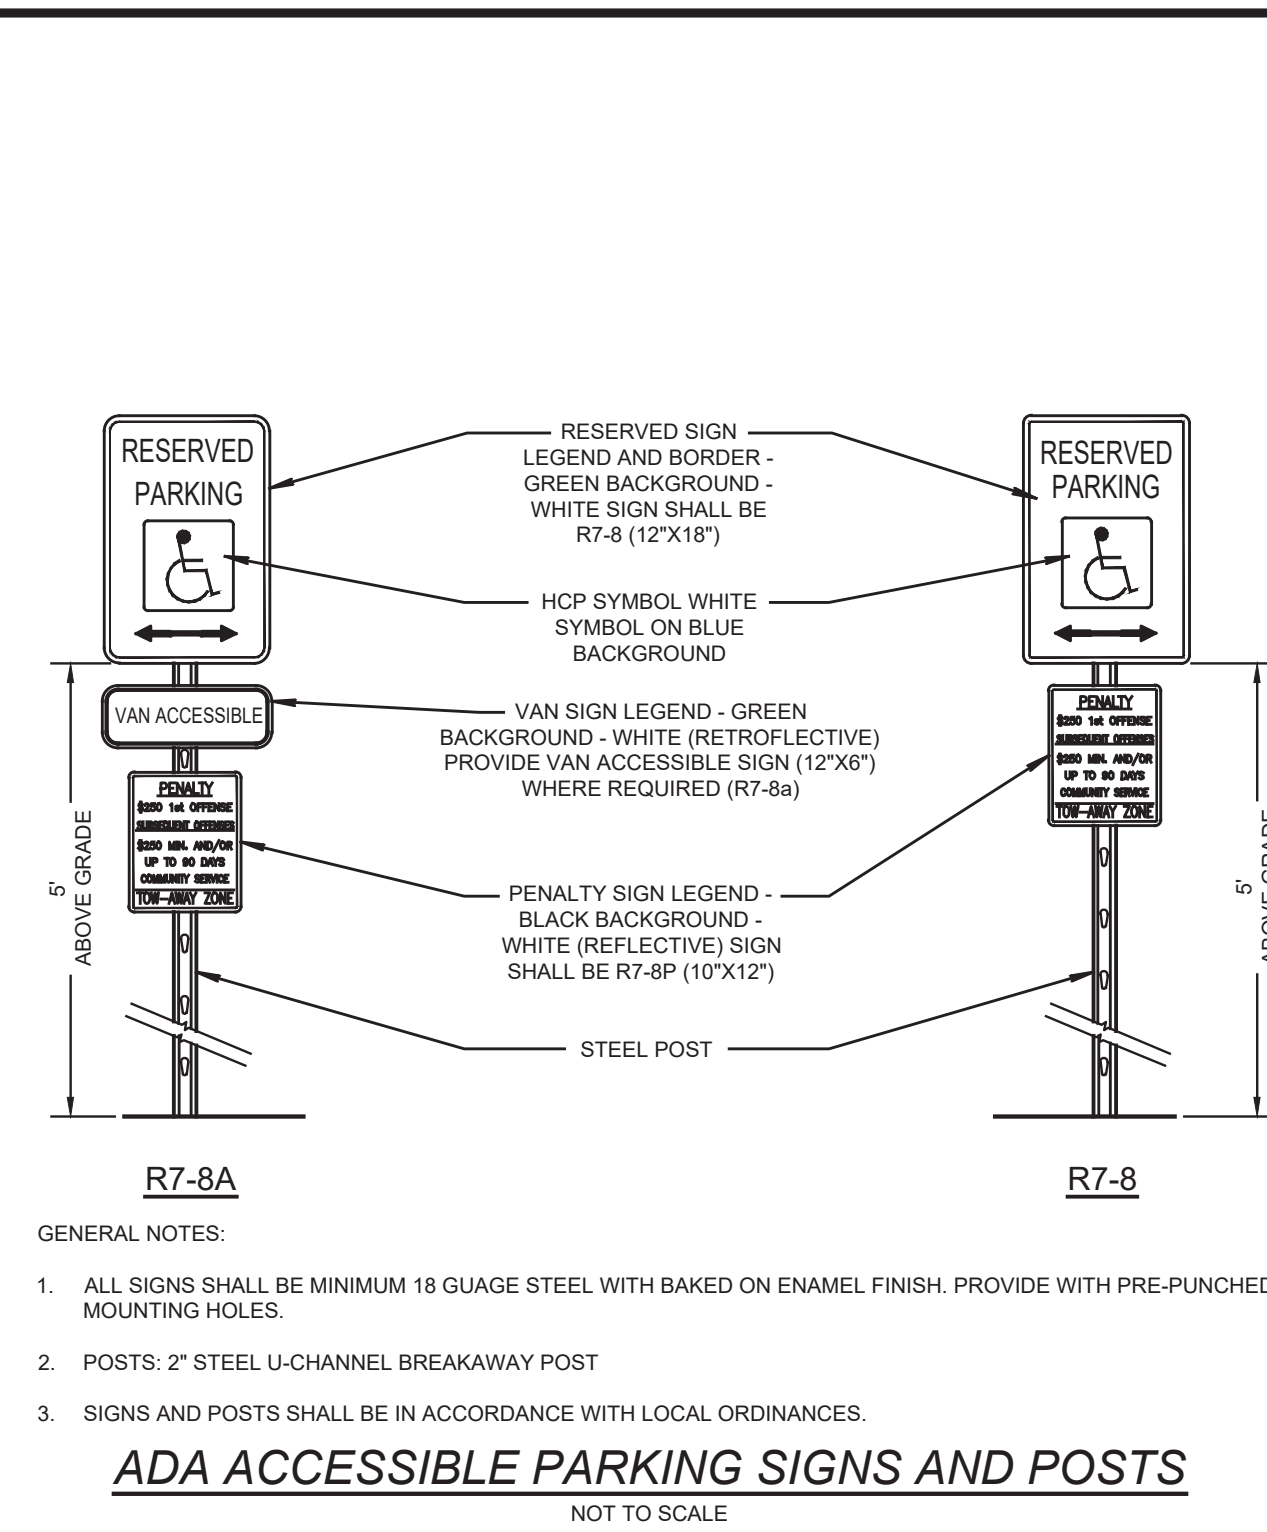 RESERVED
PARKING
VAN ACCESSIBLE
PENALTY
$250 1st OFFENSE
SUBSEQUENT OFFENSES
$250 MIN. AND/OR
UP TO 90 DAYS
COMMUNITY SERVICE
TOW-AWAY ZONE
5'
ABOVE GRADE
RESERVED SIGN
LEGEND AND BORDER -
GREEN BACKGROUND -
WHITE SIGN SHALL BE
R7-8 (12"X18")
HCP SYMBOL WHITE
SYMBOL ON BLUE
BACKGROUND
VAN SIGN LEGEND - GREEN
BACKGROUND - WHITE (RETROFLECTIVE)
PROVIDE VAN ACCESSIBLE SIGN (12"X6")
WHERE REQUIRED (R7-8a)
PENALTY SIGN LEGEND -
BLACK BACKGROUND -
WHITE (REFLECTIVE) SIGN
SHALL BE R7-8P (10"X12")
STEEL POST
RESERVED
PARKING
PENALTY
$250 1st OFFENSE
SUBSEQUENT OFFENSES
$250 MIN. AND/OR
UP TO 90 DAYS
COMMUNITY SERVICE
TOW-AWAY ZONE
5'
ABOVE GRADE
R7-8A
R7-8
GENERAL NOTES:
1. ALL SIGNS SHALL BE MINIMUM 18 GUAGE STEEL WITH BAKED ON ENAMEL FINISH. PROVIDE WITH PRE-PUNCHED
MOUNTING HOLES.
2. POSTS: 2" STEEL U-CHANNEL BREAKAWAY POST
3. SIGNS AND POSTS SHALL BE IN ACCORDANCE WITH LOCAL ORDINANCES.
ADA ACCESSIBLE PARKING SIGNS AND POSTS
NOT TO SCALE